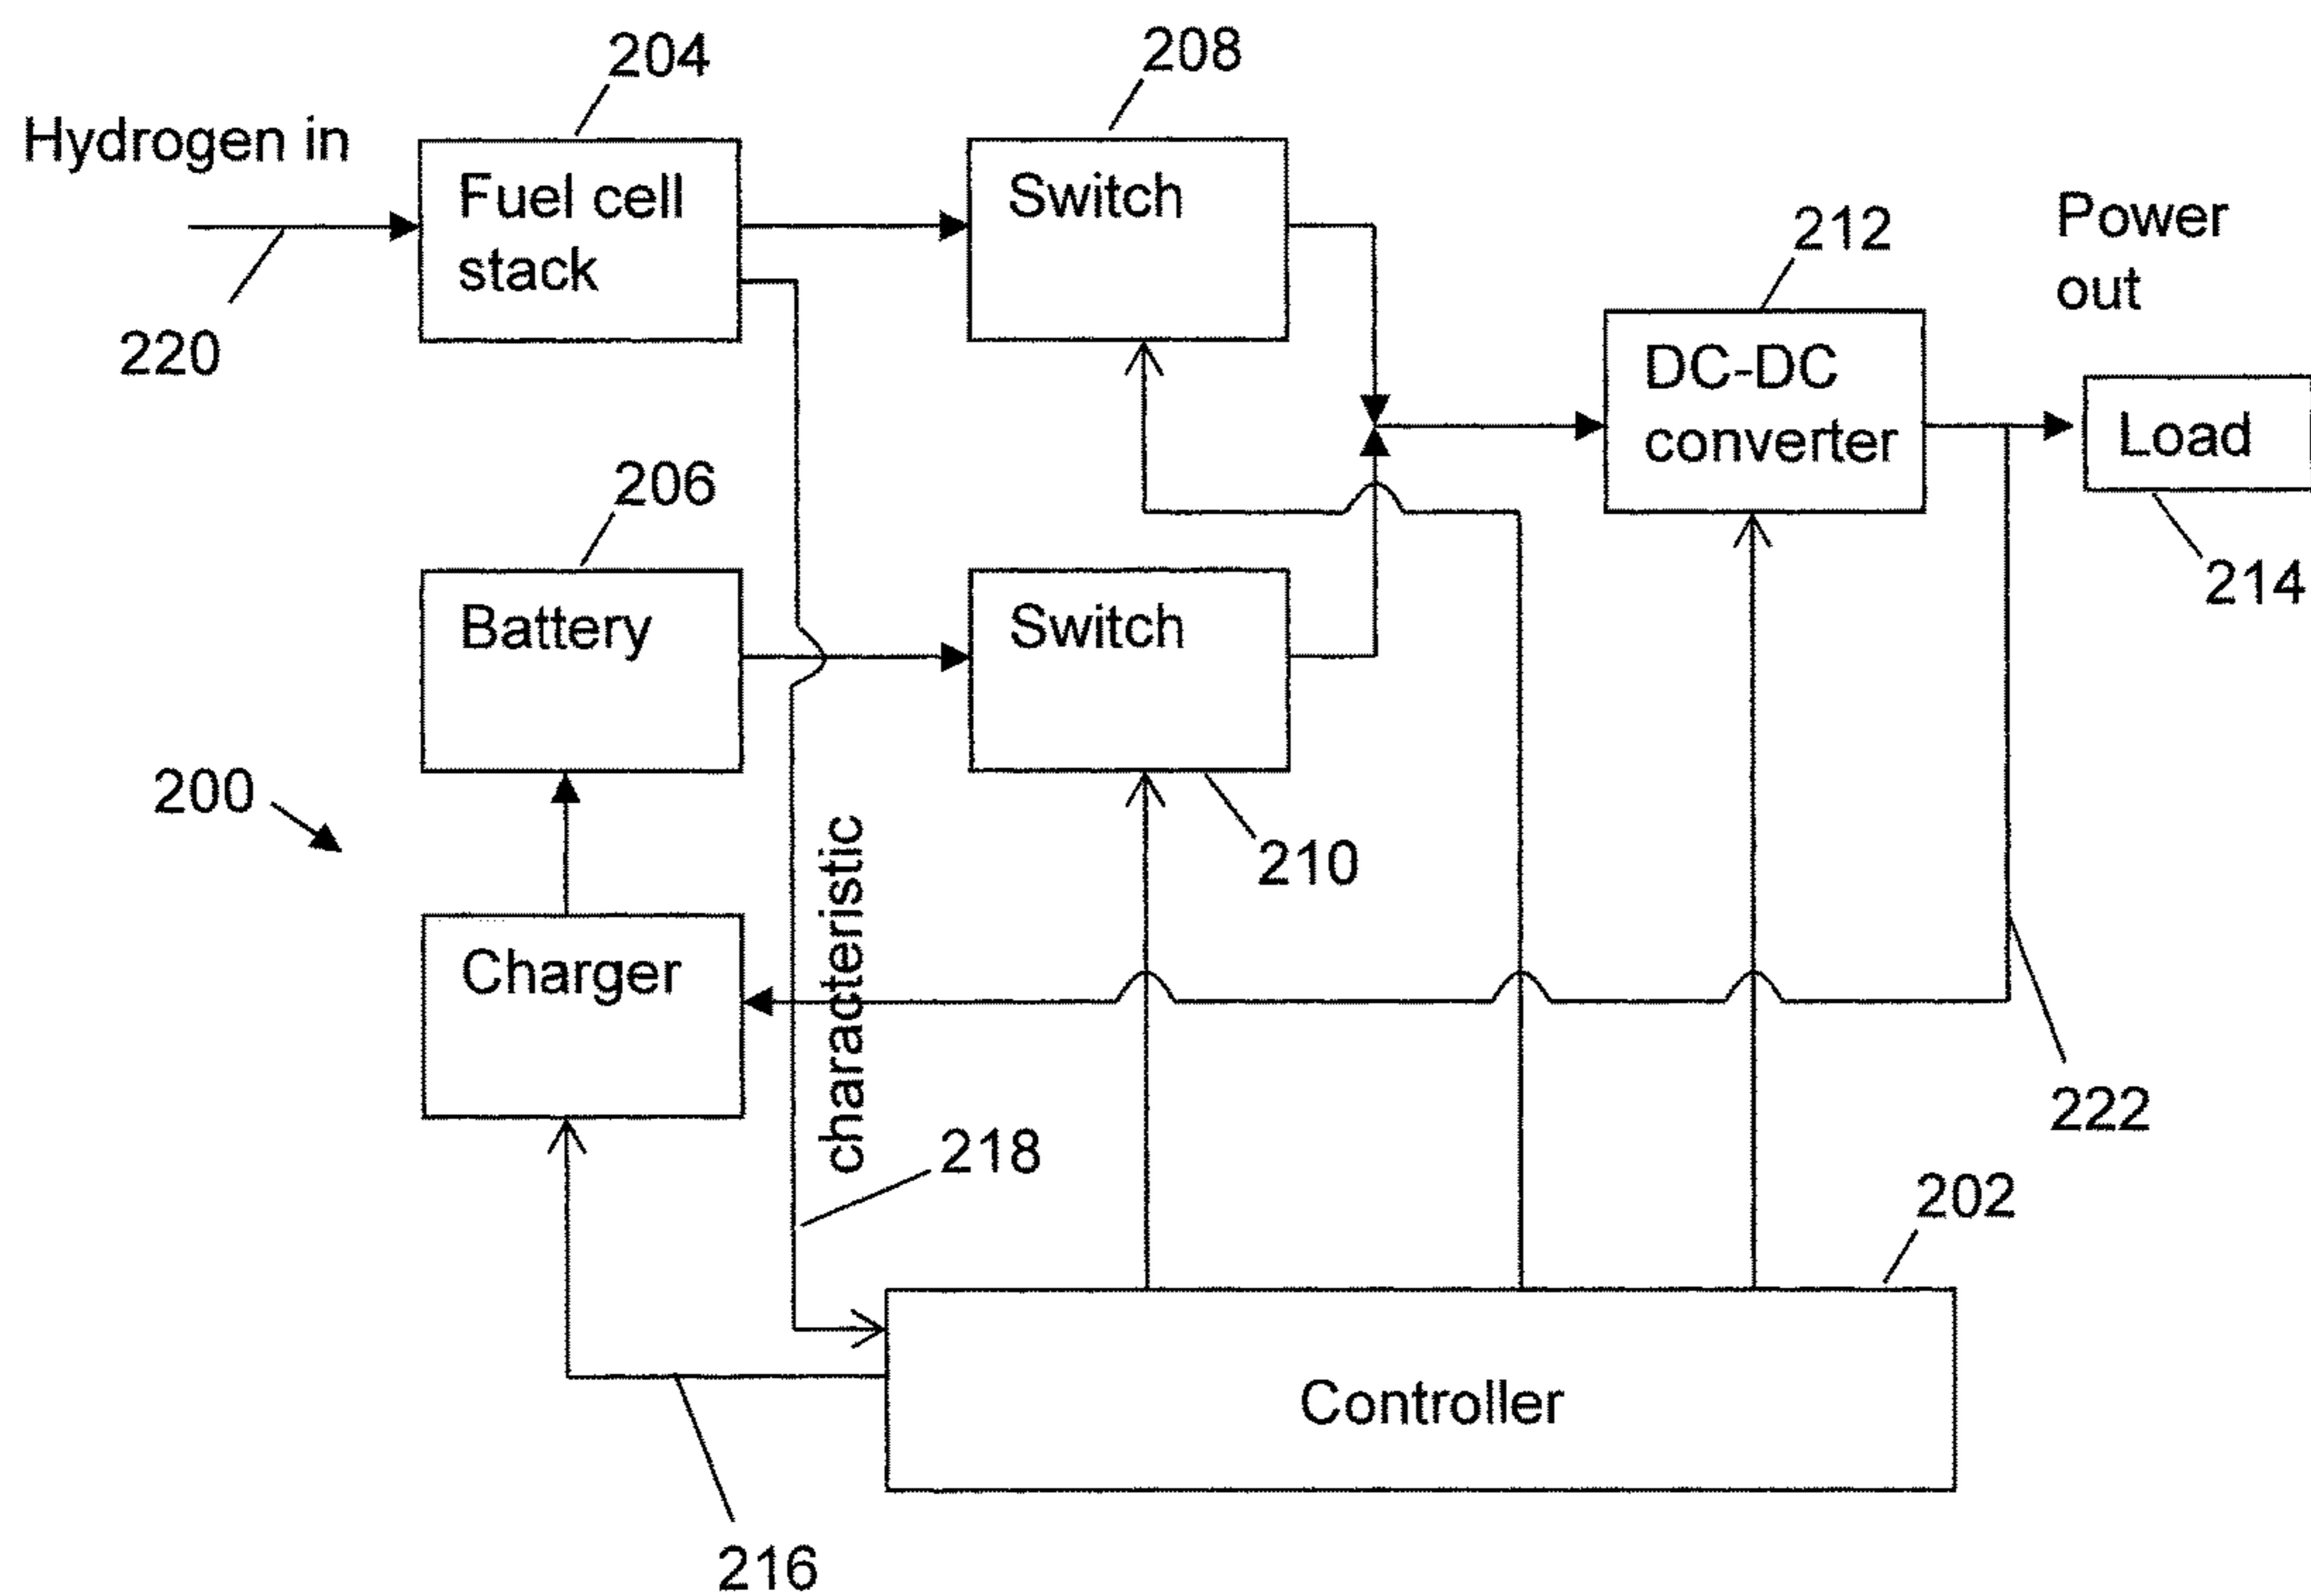 204
208
Hydrogen in
Fuel cell
stack
Switch
212
Power
out
220
DC-DC
converter
Load
206
214
Battery
Switch
200
210
characteristic
Charger
222
218
202
Controller
216